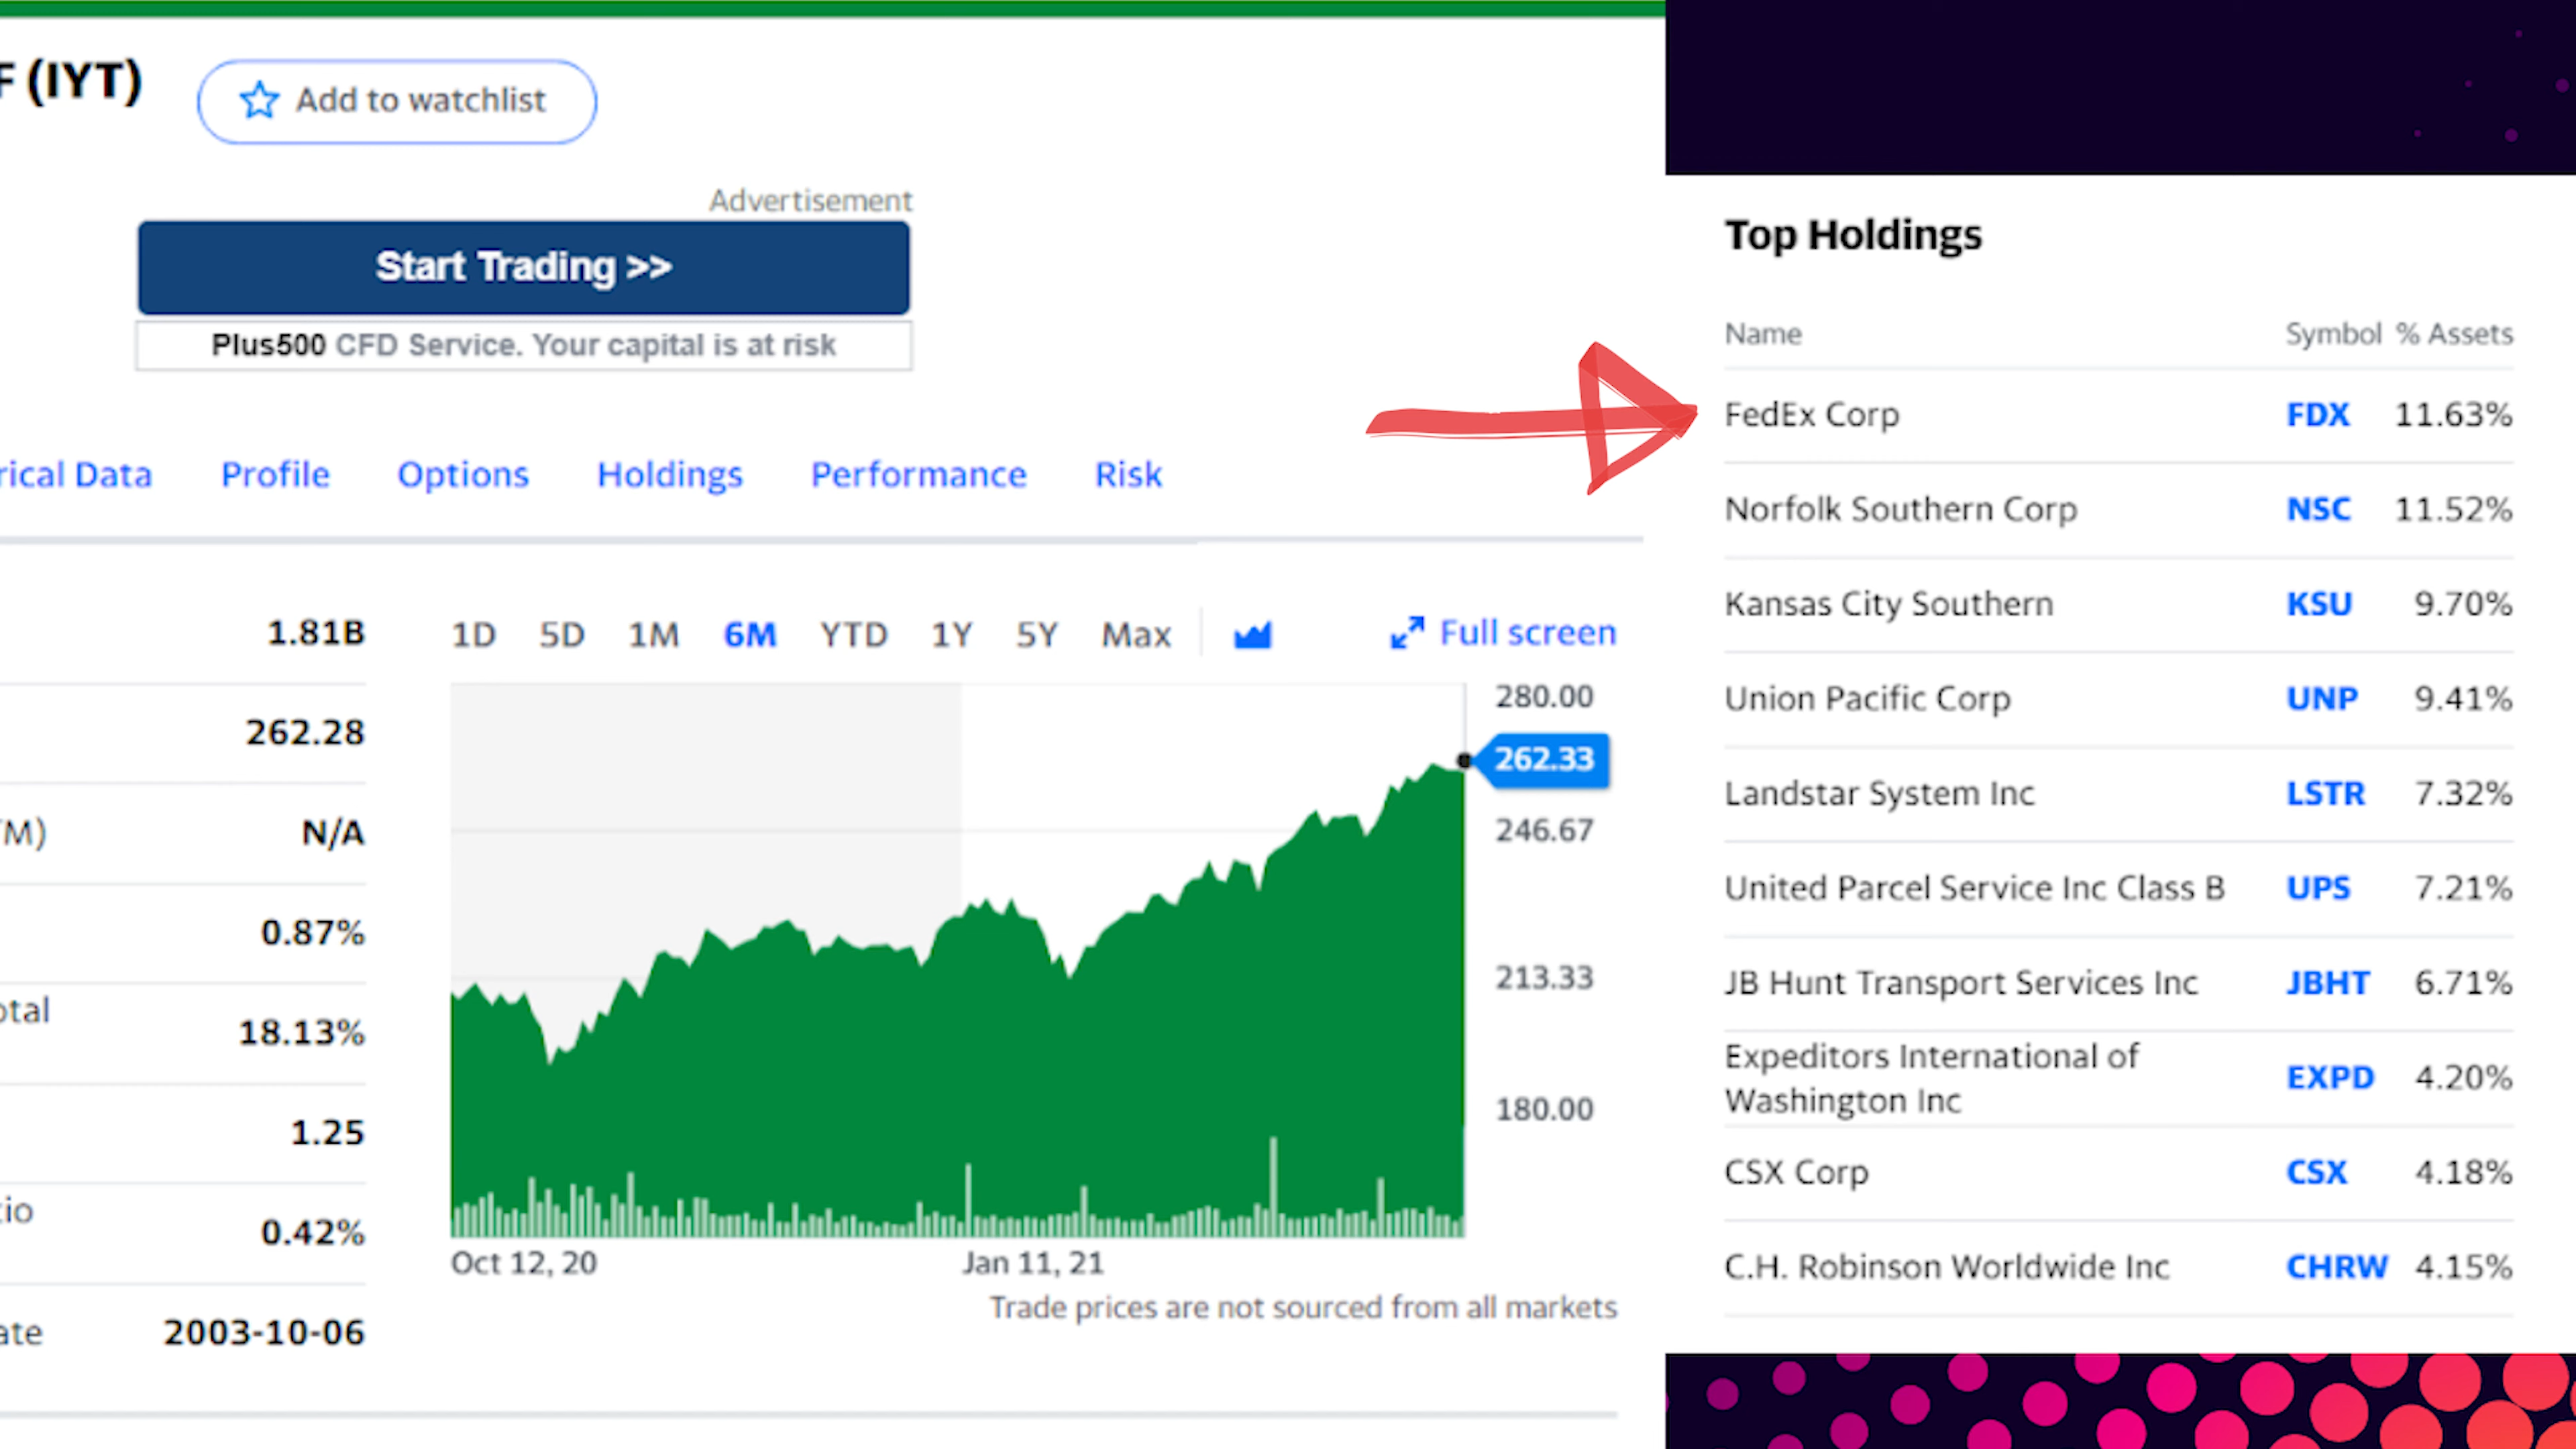 F (IYT)
Add to watchlist
Advertisement
Start Trading >>
Plus500 CFD Service. Your capital is at risk
rical Data Profile Options Holdings Performance Risk
1.81B
262.28
M) N/A
0.87%
otal
18.13%
1.25
io
0.42%
ate 2003-10-06
1D 5D 1M 6M YTD 1Y 5Y Max Full screen
280.00
262.33
246.67
213.33
180.00
Oct 12, 20 Jan 11, 21
Trade prices are not sourced from all markets
Top Holdings
Name Symbol % Assets
FedEx Corp FDX 11.63%
Norfolk Southern Corp NSC 11.52%
Kansas City Southern KSU 9.70%
Union Pacific Corp UNP 9.41%
Landstar System Inc LSTR 7.32%
United Parcel Service Inc Class B UPS 7.21%
JB Hunt Transport Services Inc JBHT 6.71%
Expeditors International of
Washington Inc EXPD 4.20%
CSX Corp CSX 4.18%
C.H. Robinson Worldwide Inc CHRW 4.15%